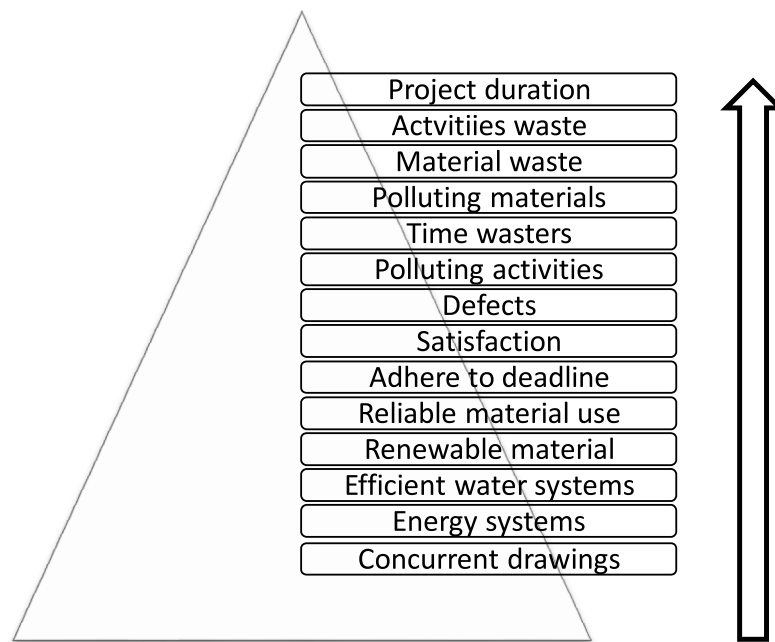 Project duration
Actvitiies waste
Material waste
Polluting materials
Time wasters
Polluting activities
Defects
Satisfaction
Adhere to deadline
Reliable material use
Renewable material
Efficient water systems
Energy systems
Concurrent drawings